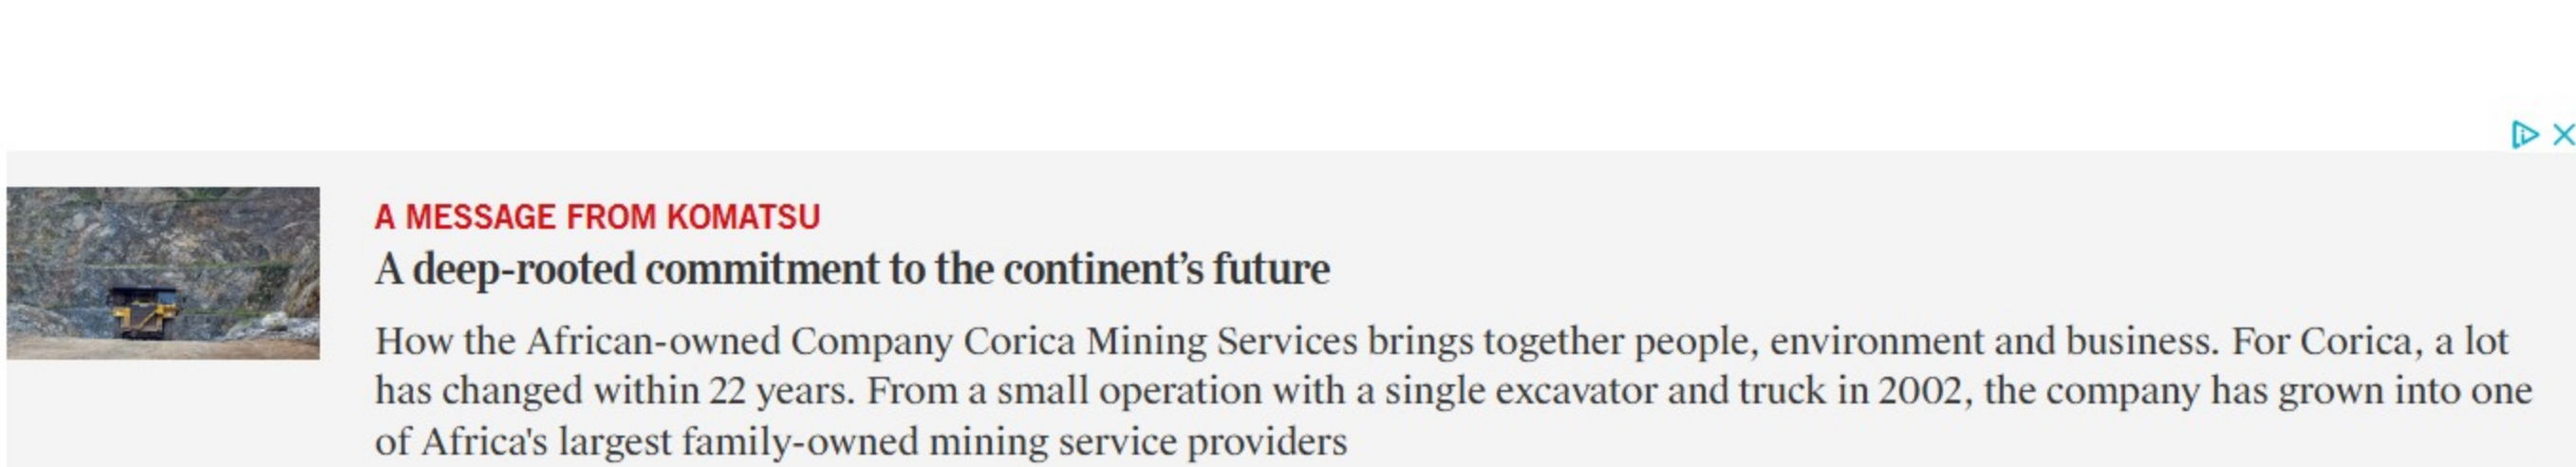 A MESSAGE FROM KOMATSU
A deep-rooted commitment to the continent’s future
How the African-owned Company Corica Mining Services brings together people, environment and business. For Corica, a lot
has changed within 22 years. From a small operation with a single excavator and truck in 2002, the company has grown into one
of Africa's largest family-owned mining service providers